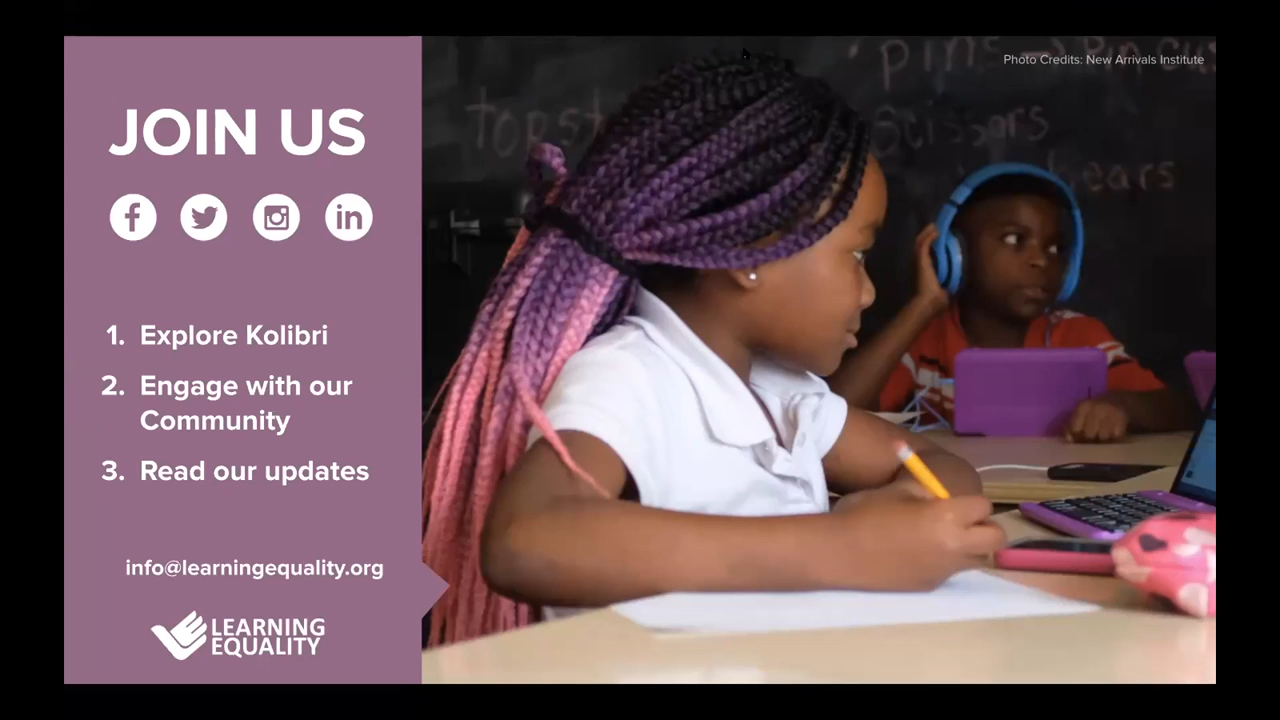 JOIN US
1. Explore Kolibri
2. Engage with our
Community
3. Read our updates
info@learningequality.org
LEARNING
EQUALITY
Photo Credits: New Arrivals Institute
scissors